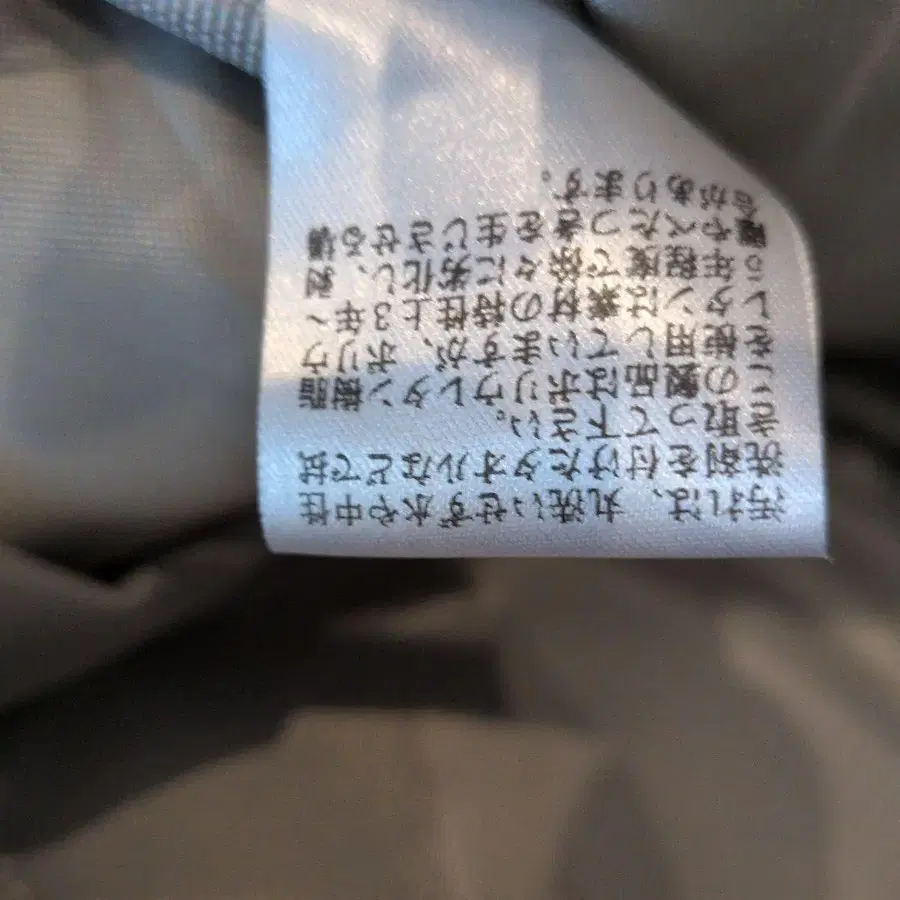 汚れは、丸洗いせず水や中性
洗剤を付けたタオルなどで拭
き取って下さい。
この製品はポリウレタン樹脂
を使用していますが、ポリウ
レタンは素材の特性上3年～
5年程度で徐々に劣化し、剥
離やべたつきを生じさせる場
合があります。